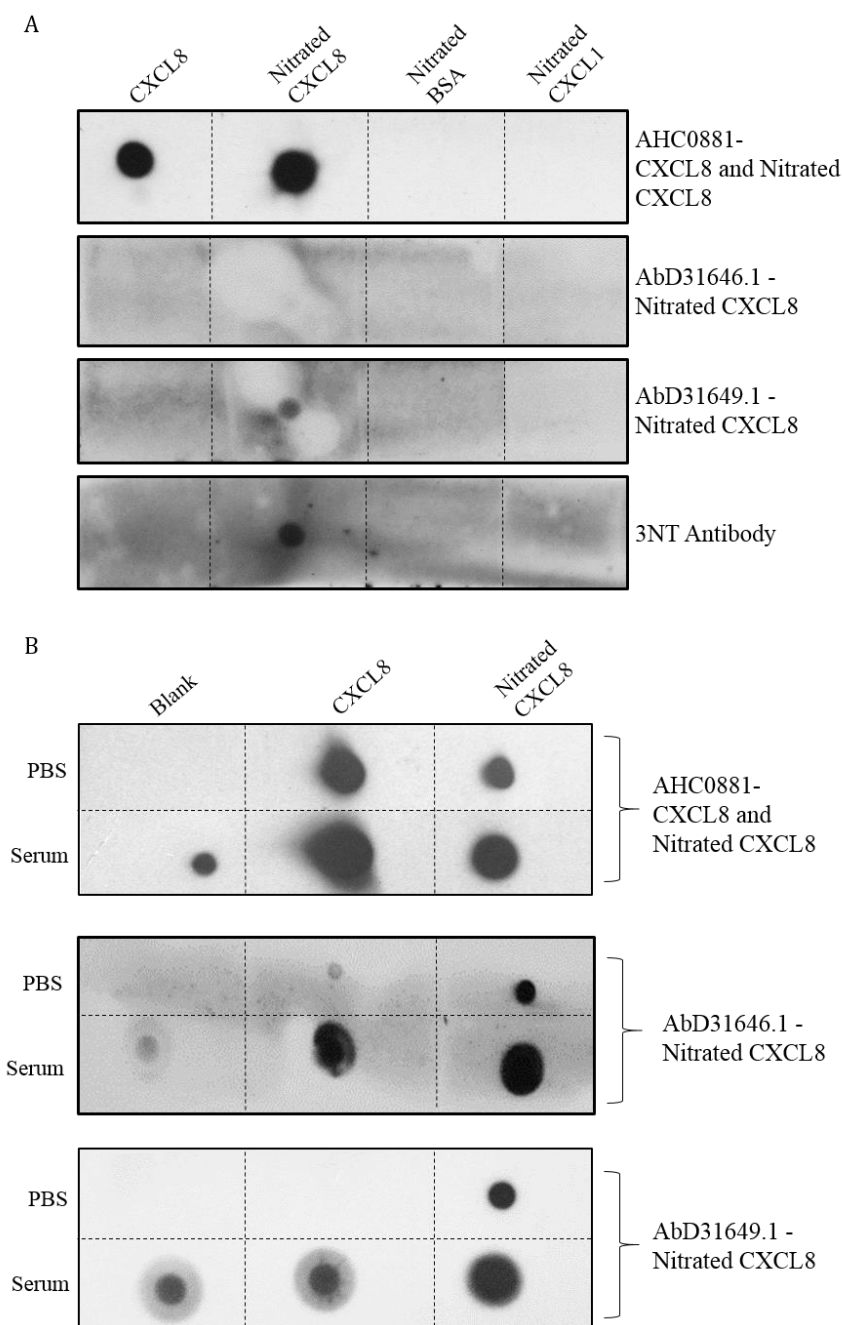 A
CXCL8
Nitrated
CXCL8
Nitrated
BSA
Nitrated
CXCL1
AHC0881-
CXCL8 and Nitrated
CXCL8
AbD31646.1 -
Nitrated CXCL8
AbD31649.1 -
Nitrated CXCL8
3NT Antibody
B
Blank
CXCL8
Nitrated
CXCL8
PBS
Serum
AHC0881-
CXCL8 and
Nitrated CXCL8
PBS
Serum
AbD31646.1 -
Nitrated CXCL8
PBS
Serum
AbD31649.1 -
Nitrated CXCL8